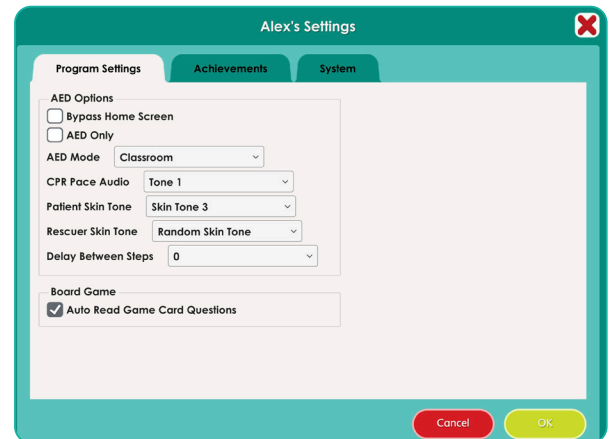 Alex's Settings
Program Settings
Achievements
System
AED Options
Bypass Home Screen
AED Only
AED Mode Classroom
CPR Pace Audio Tone 1
Patient Skin Tone Skin Tone 3
Rescuer Skin Tone Random Skin Tone
Delay Between Steps 0
Board Game
Auto Read Game Card Questions
Cancel
OK